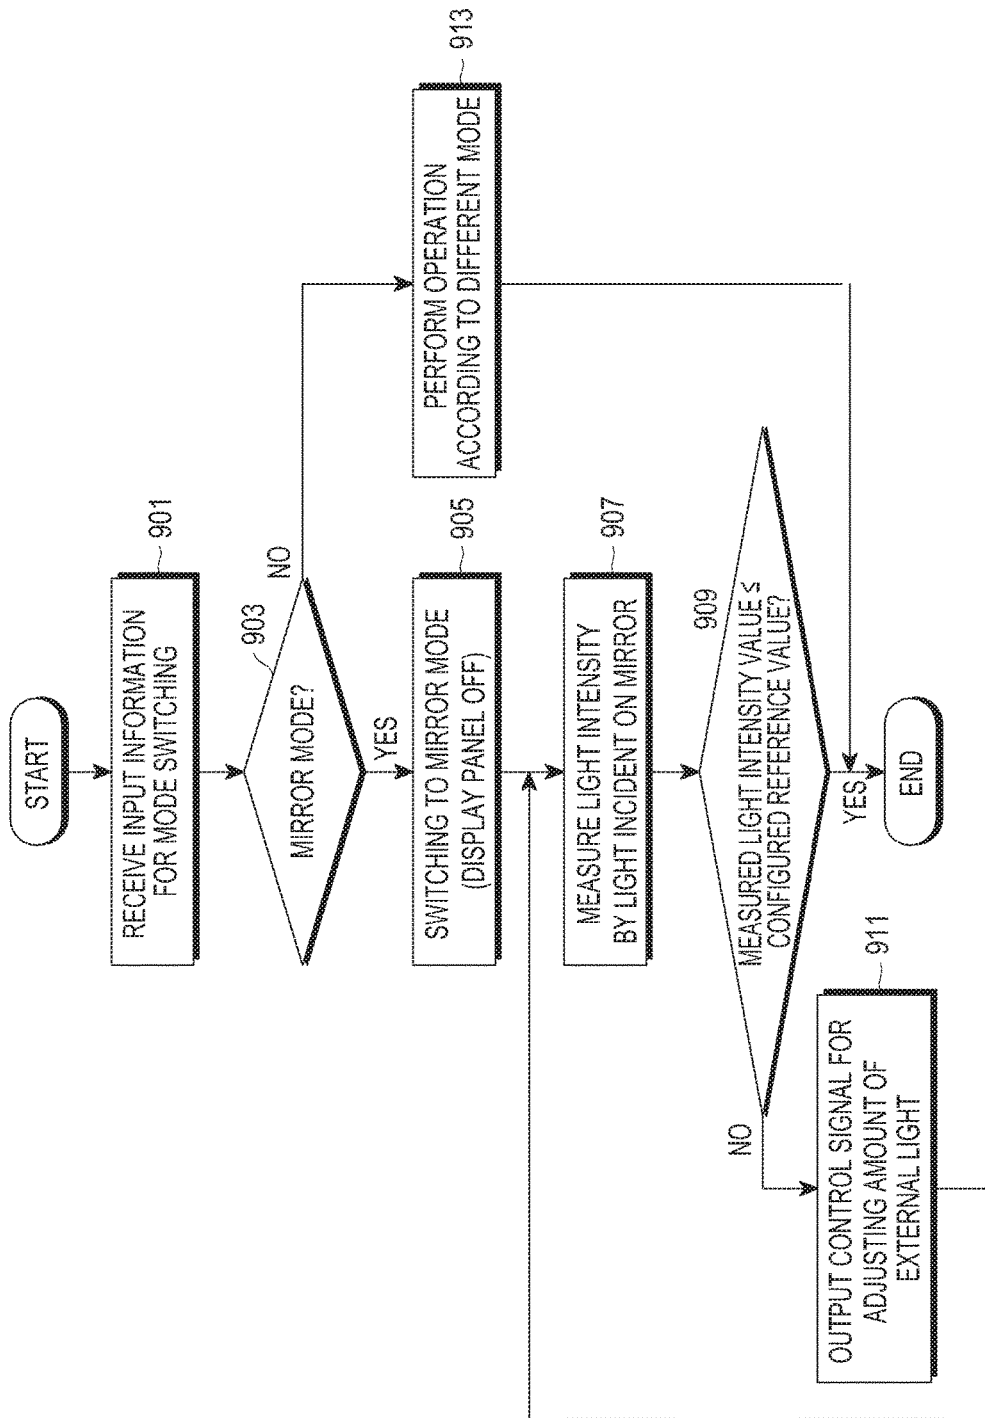 START
RECEIVE INPUT INFORMATION
FOR MODE SWITCHING
901
MIRROR MODE?
903
NO
YES
SWITCHING TO MIRROR MODE
(DISPLAY PANEL OFF)
905
PERFORM OPERATION
ACCORDING TO DIFFERENT MODE
913
MEASURE LIGHT INTENSITY
BY LIGHT INCIDENT ON MIRROR
907
MEASURED LIGHT INTENSITY VALUE ≤
CONFIGURED REFERENCE VALUE?
909
NO
YES
OUTPUT CONTROL SIGNAL FOR
ADJUSTING AMOUNT OF
EXTERNAL LIGHT
911
END